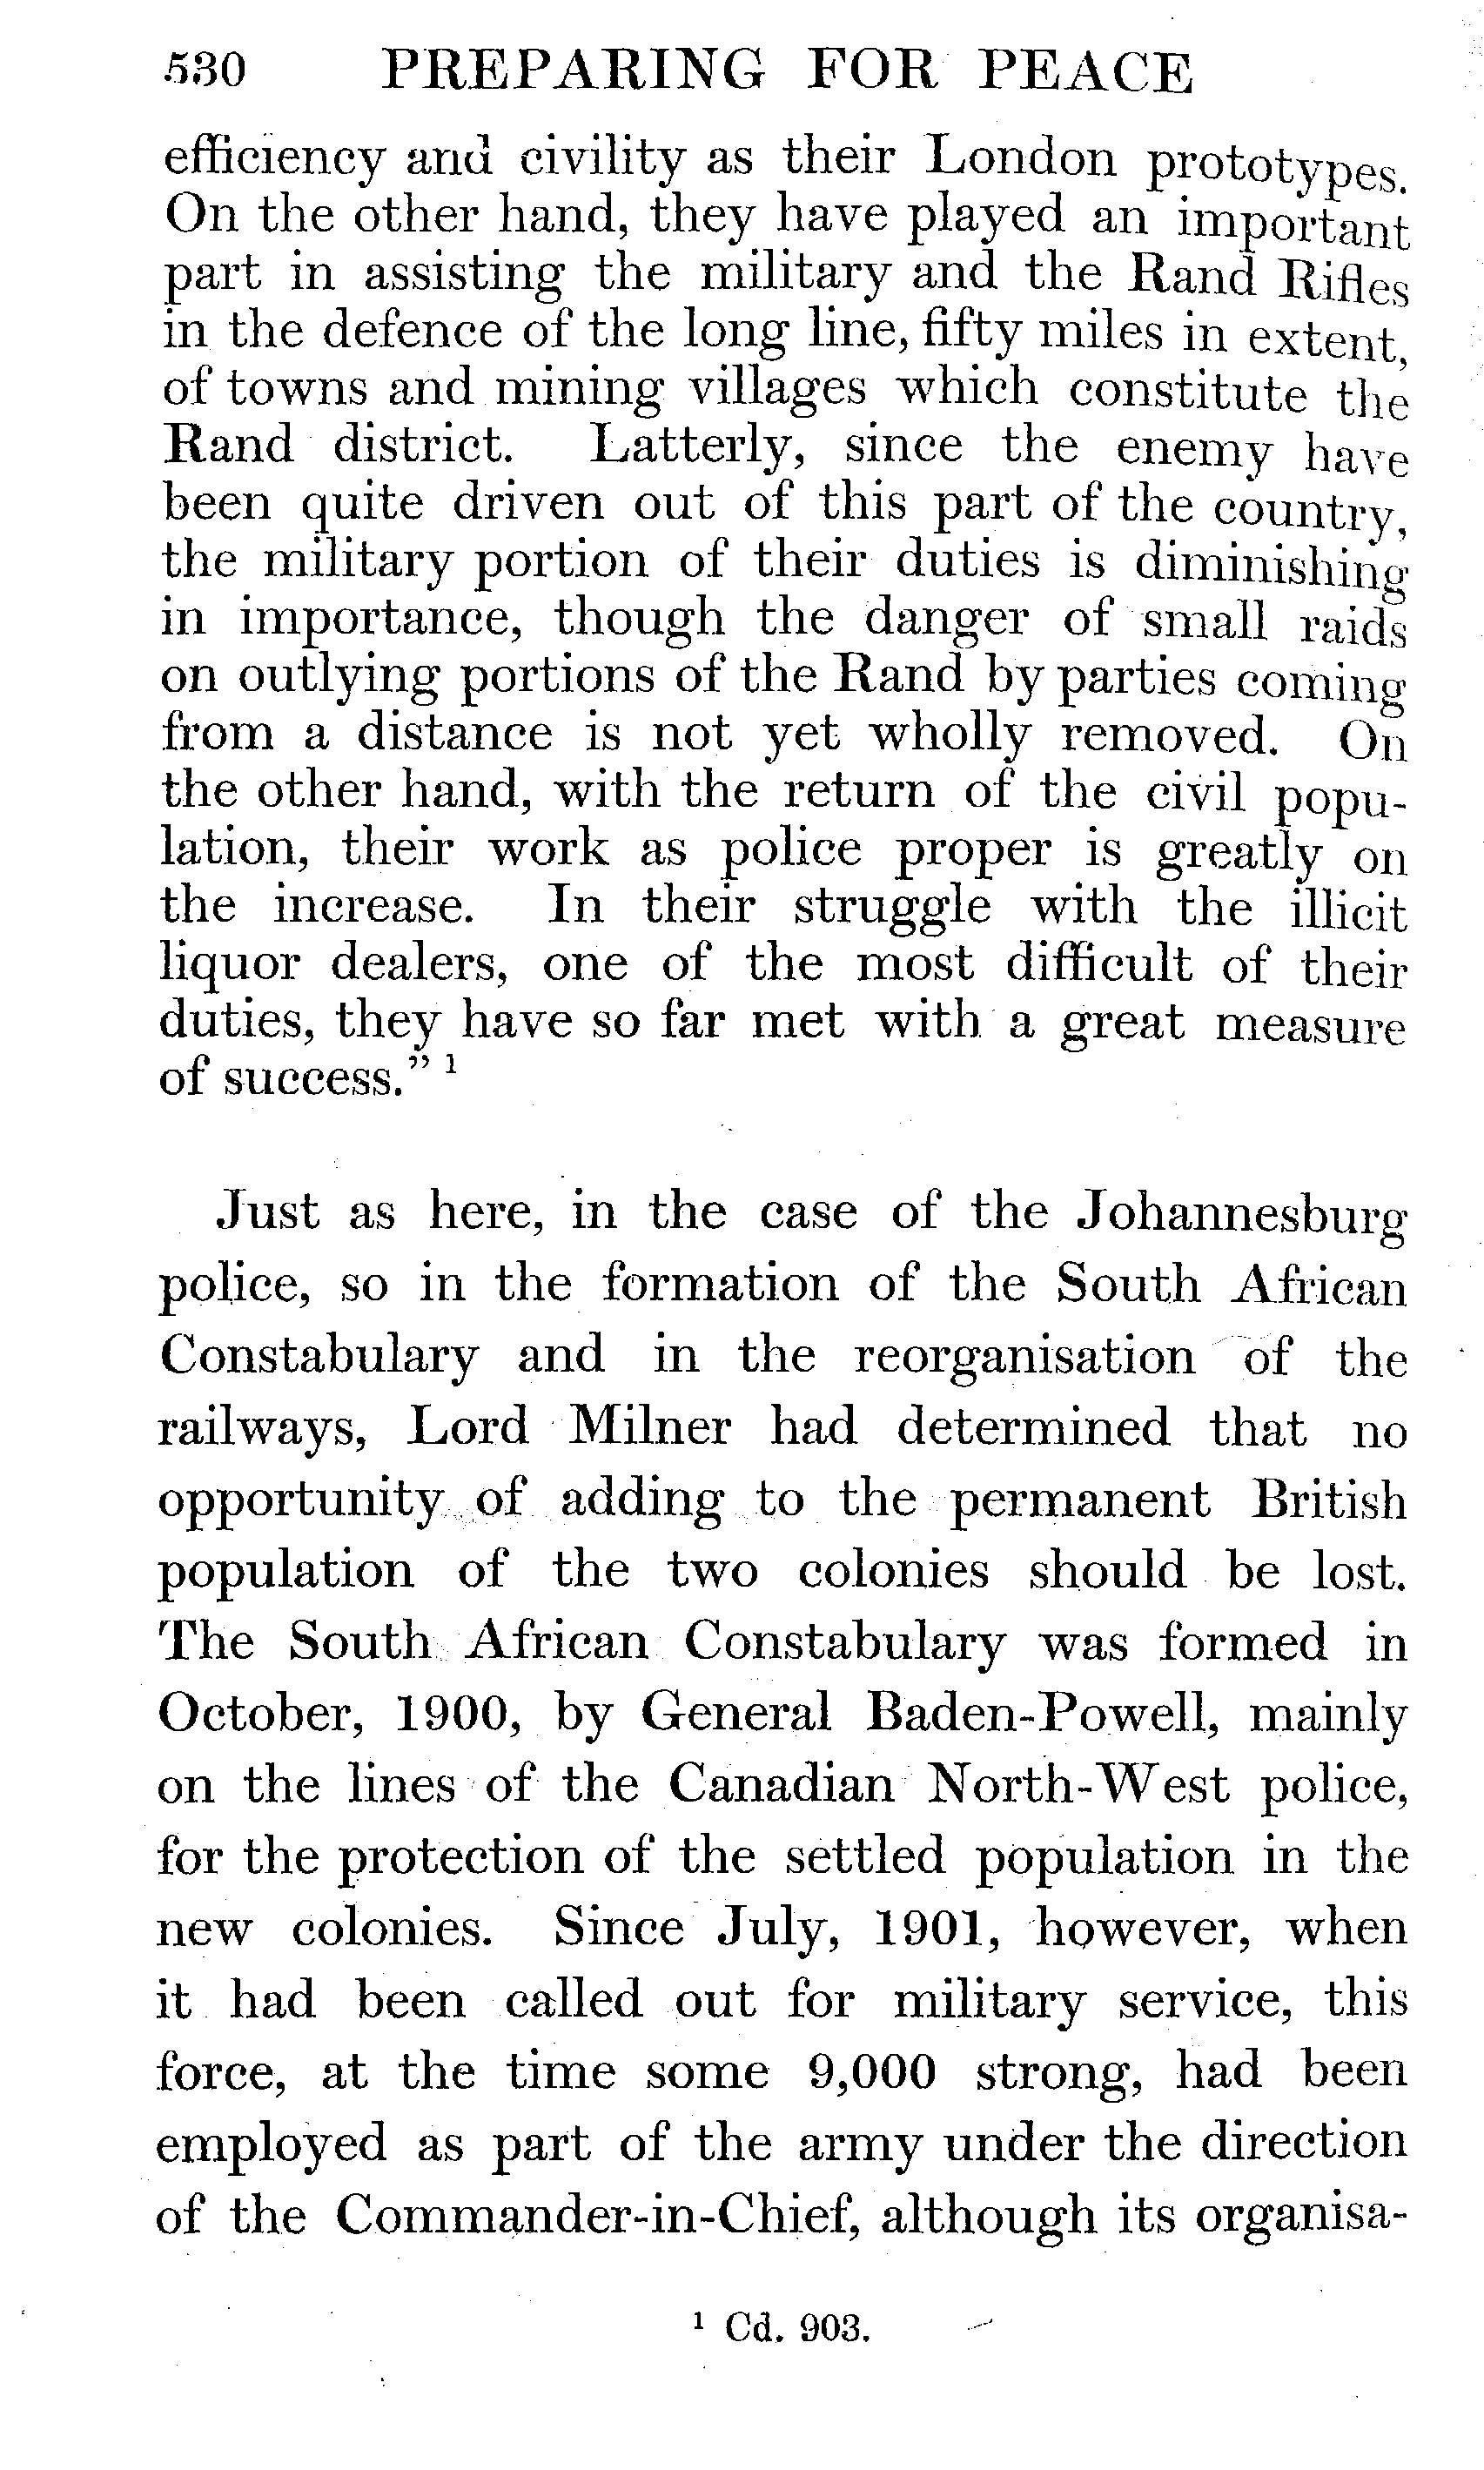 530 PREPARING FOR PEACE
efficiency and civility as their London prototypes.
On the other hand, they have played an important
part in assisting the military and the Rand Rifles
in the defence of the long line, fifty miles in extent,
of towns and mining villages which constitute the
Rand district. Latterly, since the enemy have
been quite driven out of this part of the country,
the military portion of their duties is diminishing
in importance, though the danger of small raids
on outlying portions of the Rand by parties coming
from a distance is not yet wholly removed. On
the other hand, with the return of the civil popu-
lation, their work as police proper is greatly on
the increase. In their struggle with the illicit
liquor dealers, one of the most difficult of their
duties, they have so far met with a great measure
of success.” ¹
Just as here, in the case of the Johannesburg
police, so in the formation of the South African
Constabulary and in the reorganisation of the
railways, Lord Milner had determined that no
opportunity of adding to the permanent British
population of the two colonies should be lost.
The South African Constabulary was formed in
October, 1900, by General Baden-Powell, mainly
on the lines of the Canadian North-West police,
for the protection of the settled population in the
new colonies. Since July, 1901, however, when
it had been called out for military service, this
force, at the time some 9,000 strong, had been
employed as part of the army under the direction
of the Commander-in-Chief, although its organisa-
¹ Cd. 903.